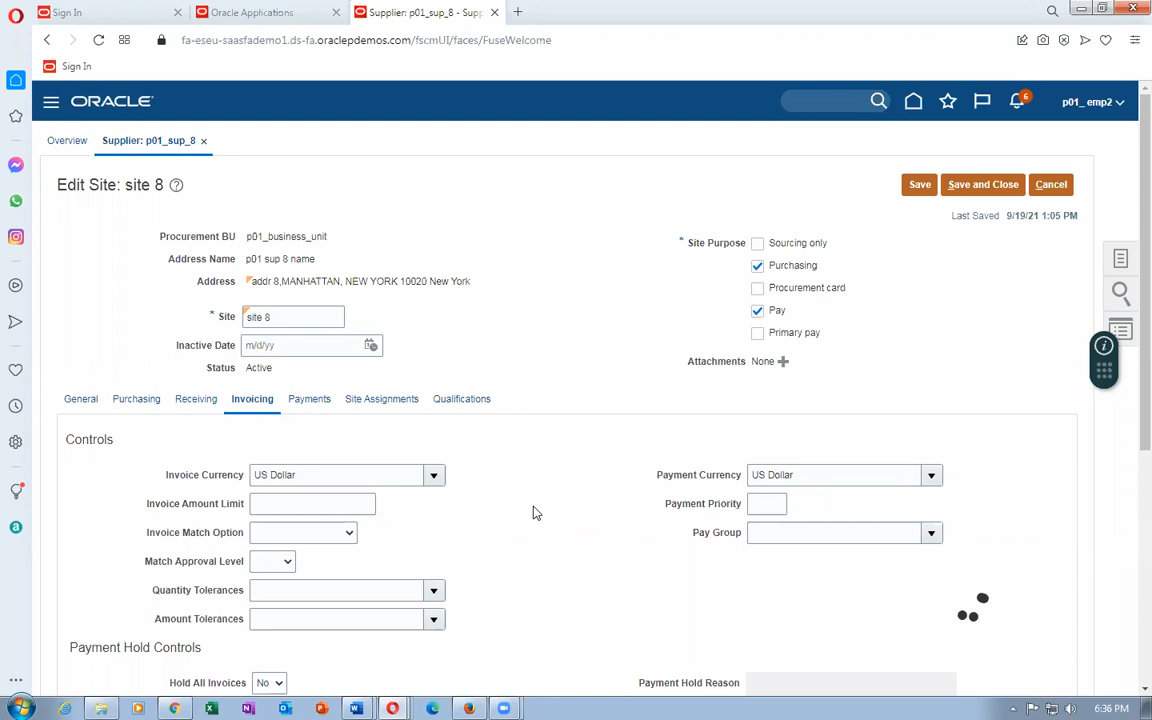 Sign In
Oracle Applications
Supplier: p01_sup_8 - Supp
fa-eseu-saasfademo1.ds-fa.oraclepdemos.com/fscmUI/faces/FuseWelcome
Sign In
ORACLE
6
p01_ emp2
Overview
Supplier: p01_sup_8
Edit Site: site 8
Save
Save and Close
Cancel
Last Saved 9/19/21 1:05 PM
Procurement BU p01_business_unit
Address Name p01 sup 8 name
Address addr 8,MANHATTAN, NEW YORK 10020 New York
* Site site 8
Inactive Date m/d/yy
Status Active
* Site Purpose Sourcing only
Purchasing
Procurement card
Pay
Primary pay
Attachments None
General Purchasing Receiving Invoicing Payments Site Assignments Qualifications
Controls
Invoice Currency US Dollar
Invoice Amount Limit
Invoice Match Option
Match Approval Level
Quantity Tolerances
Amount Tolerances
Payment Currency US Dollar
Payment Priority
Pay Group
Payment Hold Controls
Hold All Invoices No
Payment Hold Reason
6:36 PM